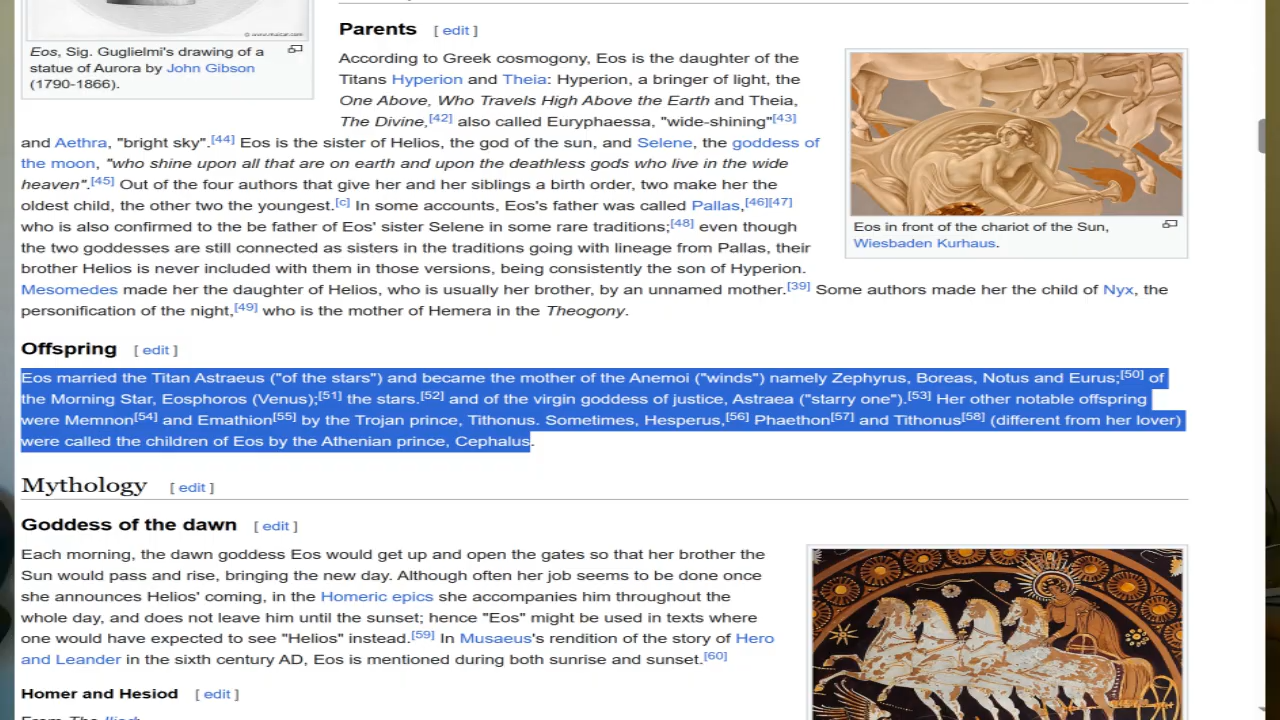 © www.nuizar.com
Eos, Sig. Guglielmi's drawing of a
statue of Aurora by John Gibson
(1790-1866).
Parents [ edit ]
According to Greek cosmogony, Eos is the daughter of the
Titans Hyperion and Theia: Hyperion, a bringer of light, the
One Above, Who Travels High Above the Earth and Theia,
The Divine,[42] also called Euryphaessa, "wide-shining"[43]
and Aethra, "bright sky".[44] Eos is the sister of Helios, the god of the sun, and Selene, the goddess of
the moon, "who shine upon all that are on earth and upon the deathless gods who live in the wide
heaven".[45] Out of the four authors that give her and her siblings a birth order, two make her the
oldest child, the other two the youngest.[c] In some accounts, Eos's father was called Pallas,[46][47]
who is also confirmed to the be father of Eos' sister Selene in some rare traditions;[48] even though
the two goddesses are still connected as sisters in the traditions going with lineage from Pallas, their
brother Helios is never included with them in those versions, being consistently the son of Hyperion.
Mesomedes made her the daughter of Helios, who is usually her brother, by an unnamed mother.[39] Some authors made her the child of Nyx, the
personification of the night,[49] who is the mother of Hemera in the Theogony.
Eos in front of the chariot of the Sun,
Wiesbaden Kurhaus.
Offspring [ edit ]
Eos married the Titan Astraeus ("of the stars") and became the mother of the Anemoi ("winds") namely Zephyrus, Boreas, Notus and Eurus;[50] of
the Morning Star, Eosphoros (Venus);[51] the stars.[52] and of the virgin goddess of justice, Astraea ("starry one").[53] Her other notable offspring
were Memnon[54] and Emathion[55] by the Trojan prince, Tithonus. Sometimes, Hesperus,[56] Phaethon[57] and Tithonus[58] (different from her lover)
were called the children of Eos by the Athenian prince, Cephalus.
Mythology [ edit ]
Goddess of the dawn [ edit ]
Each morning, the dawn goddess Eos would get up and open the gates so that her brother the
Sun would pass and rise, bringing the new day. Although often her job seems to be done once
she announces Helios' coming, in the Homeric epics she accompanies him throughout the
whole day, and does not leave him until the sunset; hence "Eos" might be used in texts where
one would have expected to see "Helios" instead.[59] In Musaeus's rendition of the story of Hero
and Leander in the sixth century AD, Eos is mentioned during both sunrise and sunset.[60]
Homer and Hesiod [ edit ]
From The Iliad: